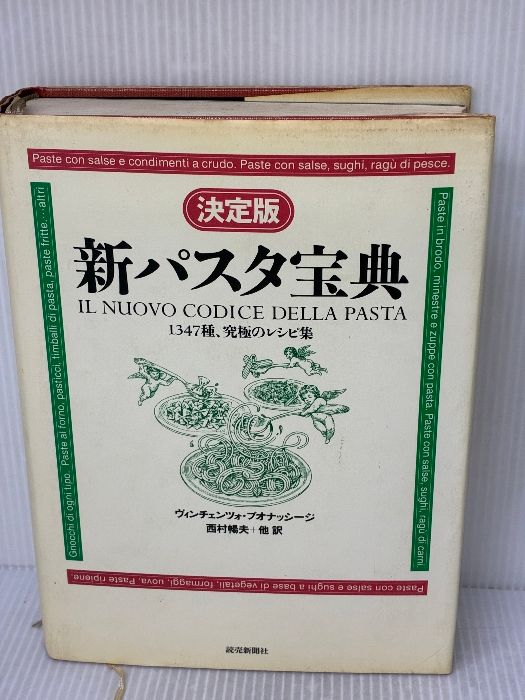 Paste con salse e condimenti a crudo. Paste con salse, sughi, ragù di pesce.
決定版
新パスタ宝典
IL NUOVO CODICE DELLA PASTA
1347種、究極のレシピ集
ヴィンチェンツォ・ブオナッシージ
西村暢夫+他 訳
Paste in brodo, minestre e zuppe con pasta. Paste con salse, sughi, ragù di carni.
Paste con salse e sughi a base di vegetali, formaggi, uova. Paste ripiene.
Gnocchi di ogni tipo. Paste al forno, pasticci, timballi di pasta, paste fritte,…altri
読売新聞社